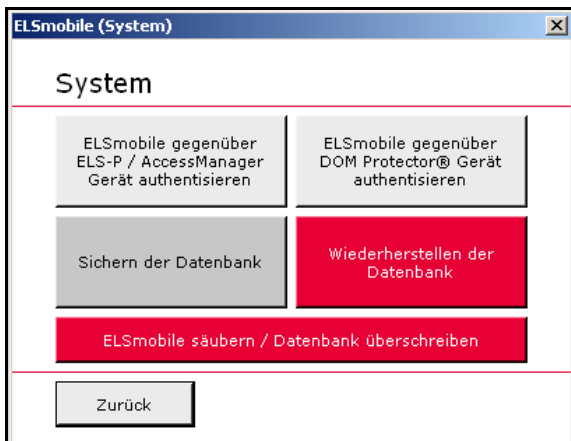 ELSmobile (System)
System
ELSmobile gegenüber
ELS-P / AccessManager
Gerät authentisieren
ELSmobile gegenüber
DOM Protector® Gerät
authentisieren
Sichern der Datenbank
Wiederherstellen der
Datenbank
ELSmobile säubern / Datenbank überschreiben
Zurück